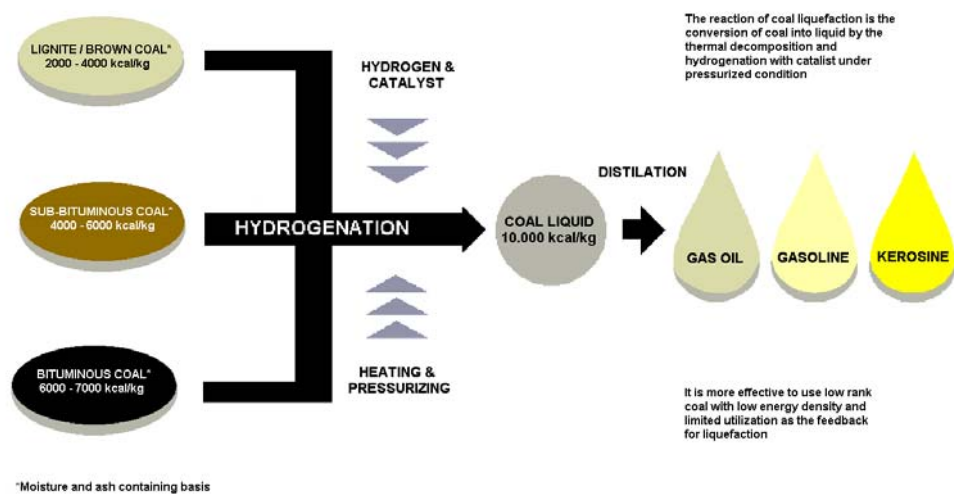 LIGNITE / BROWN COAL*
2000 - 4000 kcal/kg
SUB-BITUMINOUS COAL*
4000 - 6000 kcal/kg
BITUMINOUS COAL*
6000 - 7000 kcal/kg
HYDROGEN &
CATALYST
HYDROGENATION
HEATING &
PRESSURIZING
COAL LIQUID
10.000 kcal/kg
DISTILATION
GAS OIL
GASOLINE
KEROSINE
The reaction of coal liquefaction is the
conversion of coal into liquid by the
thermal decomposition and
hydrogenation with catalist under
pressurized condition
It is more effective to use low rank
coal with low energy density and
limited utilization as the feedback
for liquefaction
*Moisture and ash containing basis